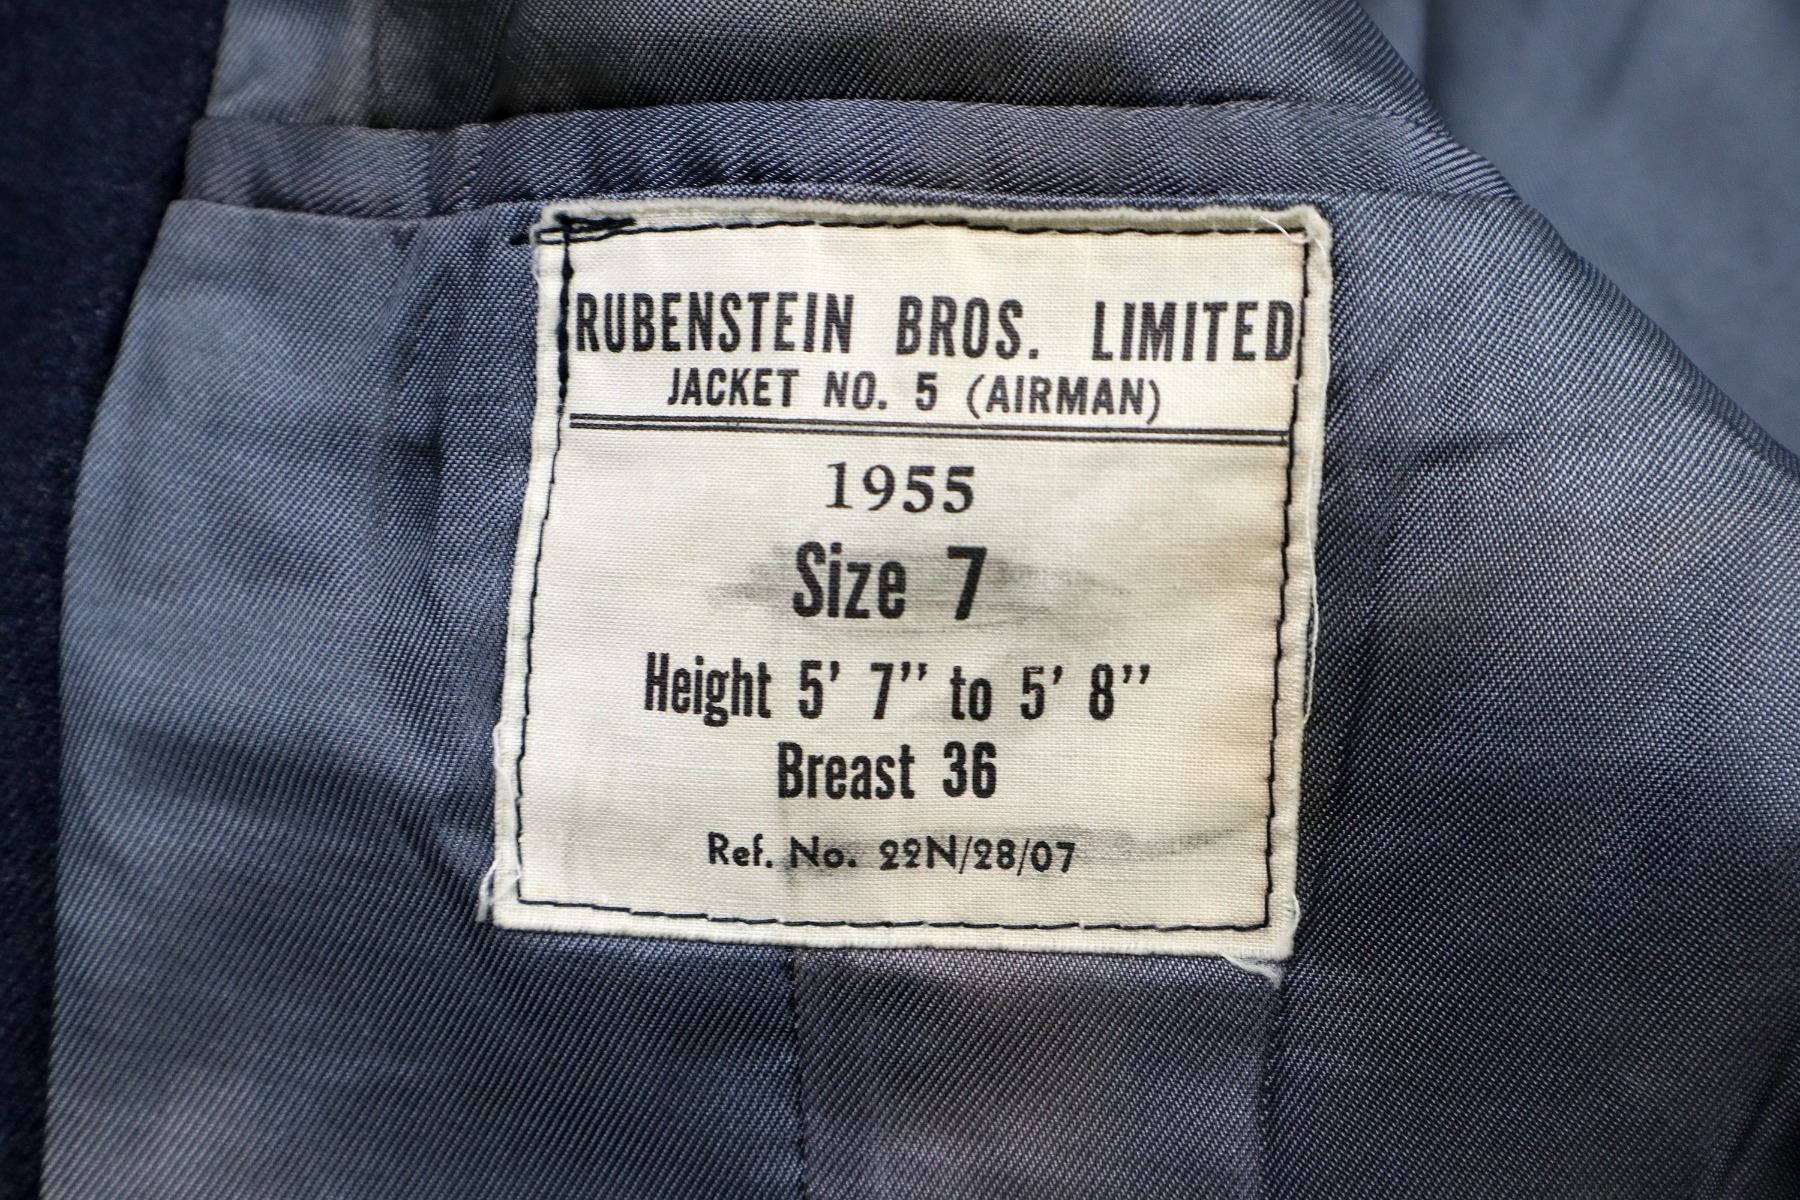 RUBENSTEIN BROS. LIMITED
JACKET NO. 5 (AIRMAN)
1955
Size 7
Height 5' 7'' to 5' 8''
Breast 36
Ref. No. 22N/28/07